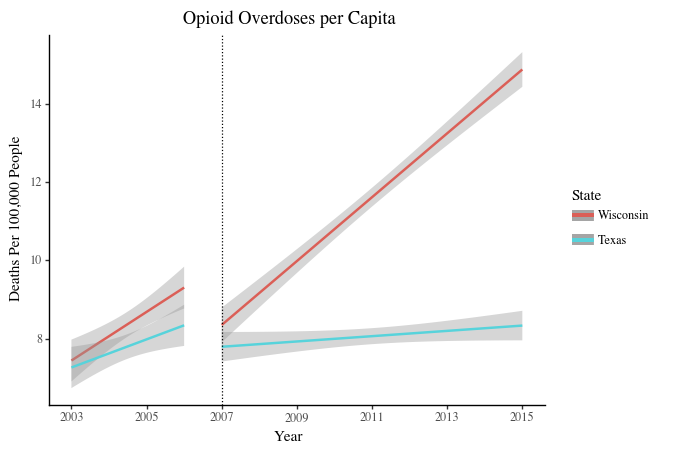 Opioid Overdoses per Capita
Deaths Per 100,000 People
14
12
10
8
2003
2005
2007
2009
2011
2013
2015
Year
State
Wisconsin
Texas